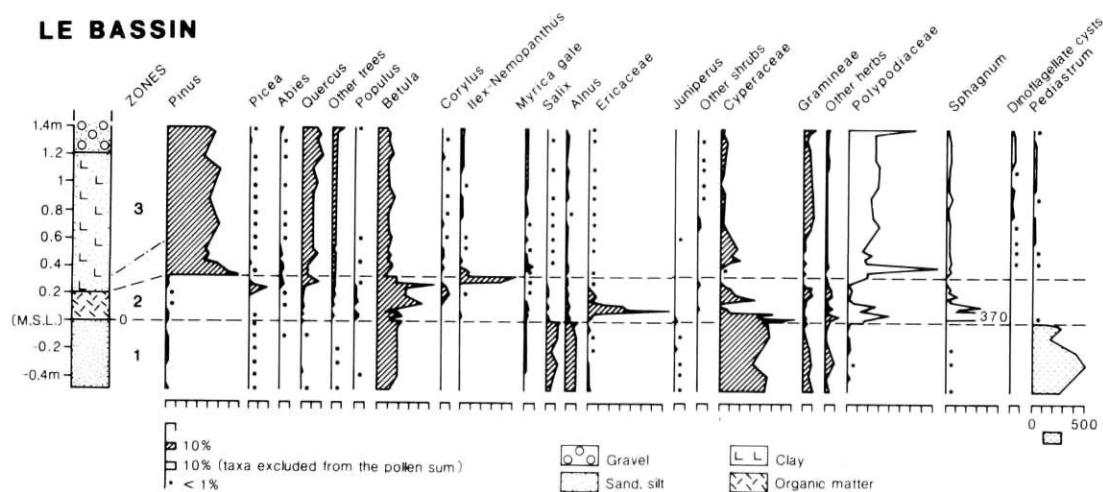 LE BASSIN
ZONES
Pinus
Picea
Abies
Quercus
Other trees
Populus
Betula
Corylus
Ilex-Nemopanthus
Myrica gale
Salix
Alnus
Ericaceae
Juniperus
Other shrubs
Cyperaceae
Gramineae
Other herbs
Polypodiaceae
Sphagnum
Dinoflagellate cysts
Pediastrum
1.4m
1.2
1
0.8
0.6
0.4
0.2
(M.S.L.) 0
-0.2
-0.4m
3
2
1
370
0 500
10%
10% (taxa excluded from the pollen sum)
< 1%
Gravel
Clay
Sand, silt
Organic matter